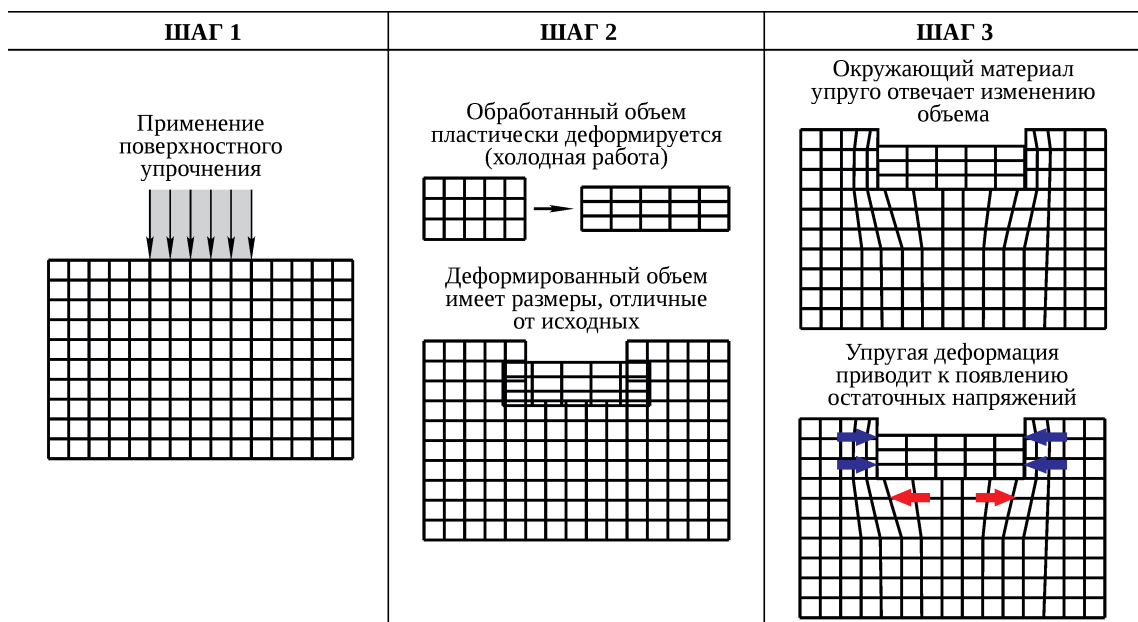 ШАГ 1
Применение
поверхностного
упрочнения
ШАГ 2
Обработанный объем
пластически деформируется
(холодная работа)
Деформированный объем
имеет размеры, отличные
от исходных
ШАГ 3
Окружающий материал
упруго отвечает изменению
объема
Упругая деформация
приводит к появлению
остаточных напряжений